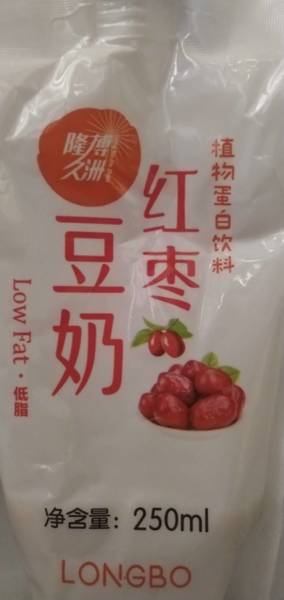 隆博
久洲
植物蛋白饮料
红枣
豆奶
Low Fat · 低脂
净含量：250ml
LONGBO